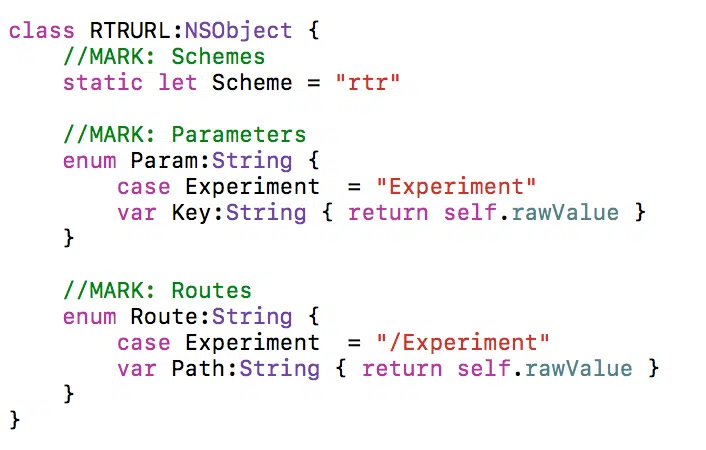 class RTRURL:NSObject {
    //MARK: Schemes
    static let Scheme = "rtr"

    //MARK: Parameters
    enum Param:String {
        case Experiment  = "Experiment"
        var Key:String { return self.rawValue }
    }

    //MARK: Routes
    enum Route:String {
        case Experiment  = "/Experiment"
        var Path:String { return self.rawValue }
    }
}